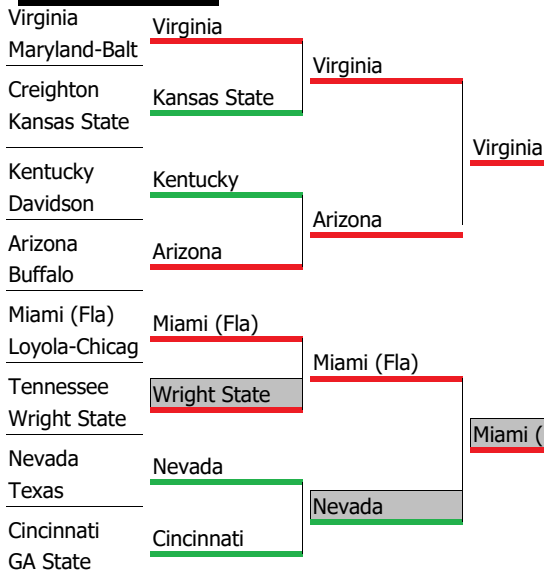 Virginia
Maryland-Balt
Creighton
Kansas State
Kentucky
Davidson
Arizona
Buffalo
Miami (Fla)
Loyola-Chicag
Tennessee
Wright State
Nevada
Texas
Cincinnati
GA State
Virginia
Kansas State
Kentucky
Arizona
Miami (Fla)
Wright State
Nevada
Cincinnati
Virginia
Arizona
Miami (Fla)
Nevada
Virginia
Miami (